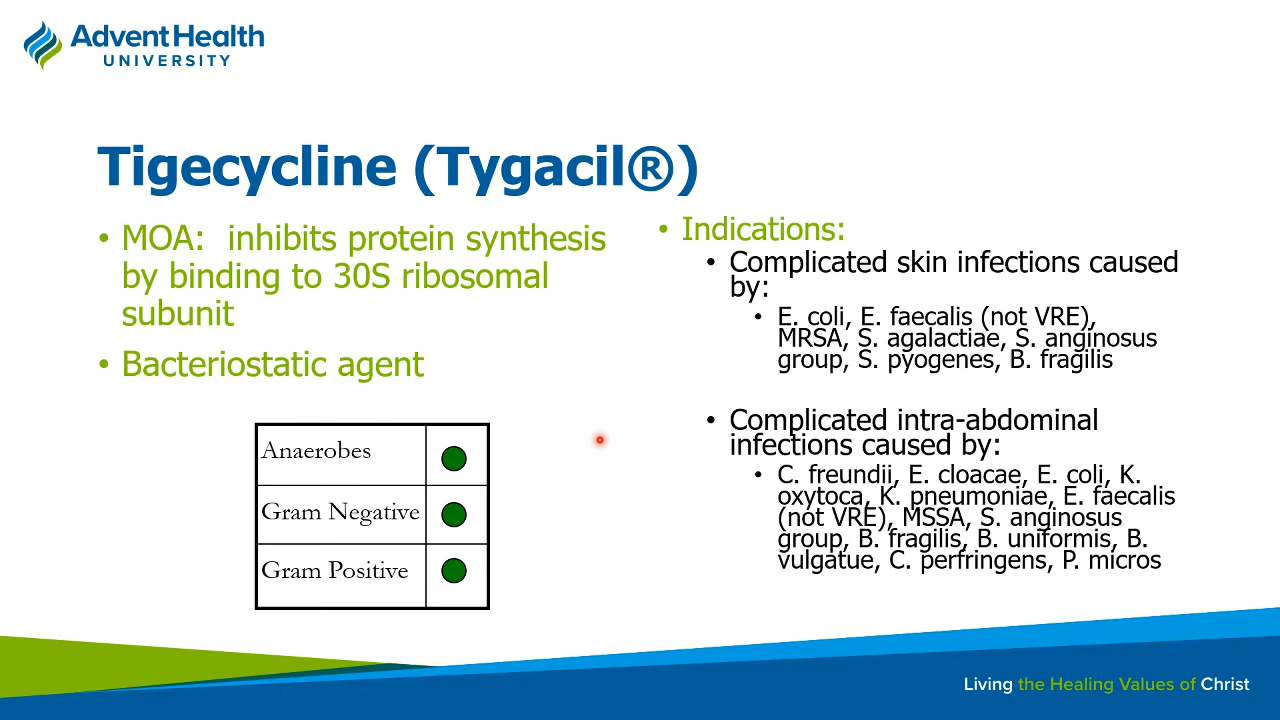 AdventHealth
UNIVERSITY
Tigecycline (Tygacil®)
• MOA: inhibits protein synthesis
by binding to 30S ribosomal
subunit
• Bacteriostatic agent
Anaerobes
Gram Negative
Gram Positive
• Indications:
• Complicated skin infections caused
by:
• E. coli, E. faecalis (not VRE),
MRSA, S. agalactiae, S. anginosus
group, S. pyogenes, B. fragilis
• Complicated intra-abdominal
infections caused by:
• C. freundii, E. cloacae, E. coli, K.
oxytoca, K. pneumoniae, E. faecalis
(not VRE), MSSA, S. anginosus
group, B. fragilis, B. uniformis, B.
vulgatue, C. perfringens, P. micros
Living the Healing Values of Christ